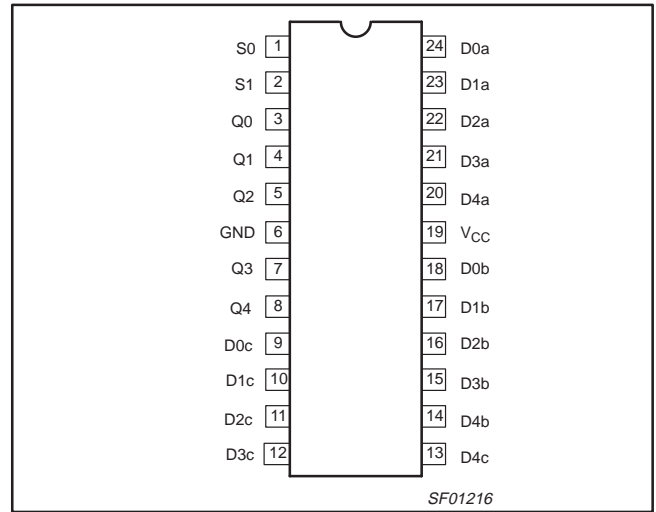 S0 1 24 D0a
S1 2 23 D1a
Q0 3 22 D2a
Q1 4 21 D3a
Q2 5 20 D4a
GND 6 19 VCC
Q3 7 18 D0b
Q4 8 17 D1b
D0c 9 16 D2b
D1c 10 15 D3b
D2c 11 14 D4b
D3c 12 13 D4c
SF01216